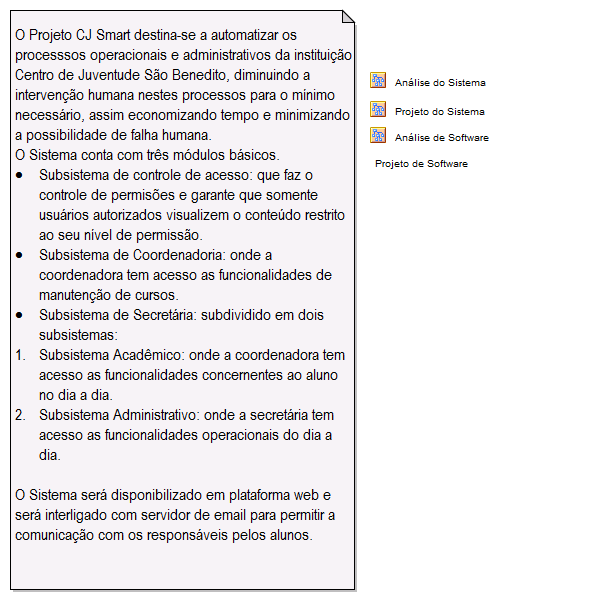 O Projeto CJ Smart destina-se a automatizar os
processsos operacionais e administrativos da instituição
Centro de Juventude São Benedito, diminuindo a
intervenção humana nestes processos para o mínimo
necessário, assim economizando tempo e minimizando
a possibilidade de falha humana.
O Sistema conta com três módulos básicos.
● Subsistema de controle de acesso: que faz o
controle de permisões e garante que somente
usuários autorizados visualizem o conteúdo restrito
ao seu nível de permissão.
● Subsistema de Coordenadoria: onde a
coordenadora tem acesso as funcionalidades de
manutenção de cursos.
● Subsistema de Secretária: subdividido em dois
subsistemas:
1. Subsistema Acadêmico: onde a coordenadora tem
acesso as funcionalidades concernentes ao aluno
no dia a dia.
2. Subsistema Administrativo: onde a secretária tem
acesso as funcionalidades operacionais do dia a
dia.
O Sistema será disponibilizado em plataforma web e
será interligado com servidor de email para permitir a
comunicação com os responsáveis pelos alunos.
Análise do Sistema
Projeto do Sistema
Análise de Software
Projeto de Software